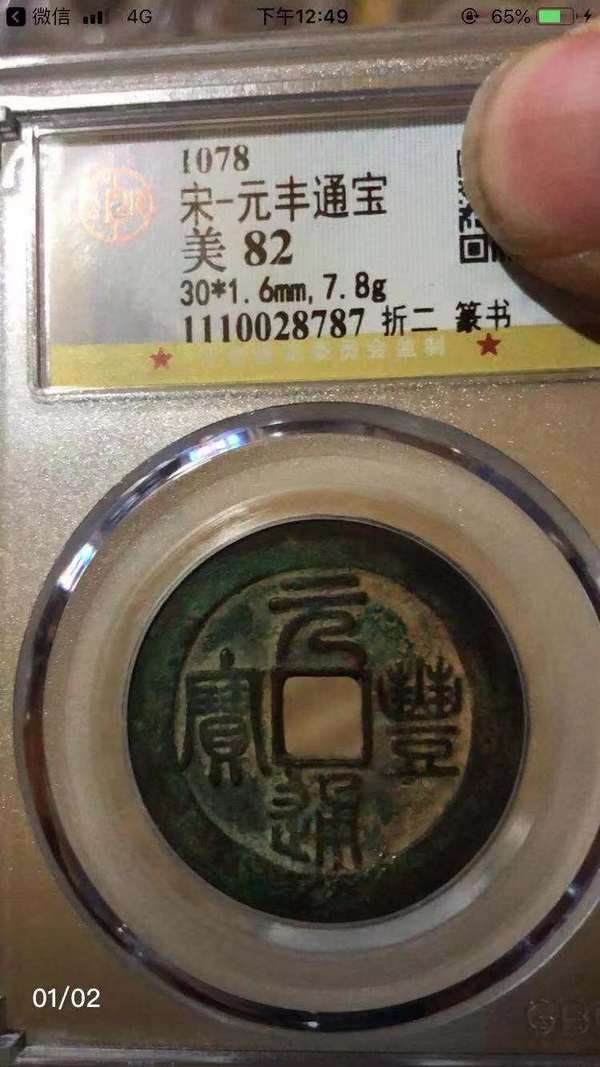 微信 4G 下午12:49 65%
1078
宋-元丰通宝
美 82
30*1.6mm,7.8g
1110028787 折二 篆书
元豐通寶
01/02